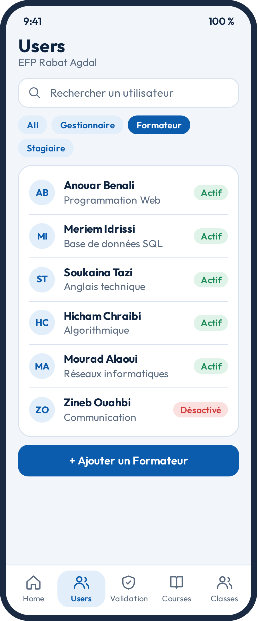 9:41 100 %
Users
EFP Rabat Agdal
Rechercher un utilisateur
All Gestionnaire Formateur
Stagiaire
AB Anouar Benali Actif
Programmation Web
MI Meriem Idrissi Actif
Base de données SQL
ST Soukaina Tazi Actif
Anglais technique
HC Hicham Chraibi Actif
Algorithmique
MA Mourad Alaoui Actif
Réseaux informatiques
ZO Zineb Ouahbi Désactivé
Communication
+ Ajouter un Formateur
Home Users Validation Courses Classes